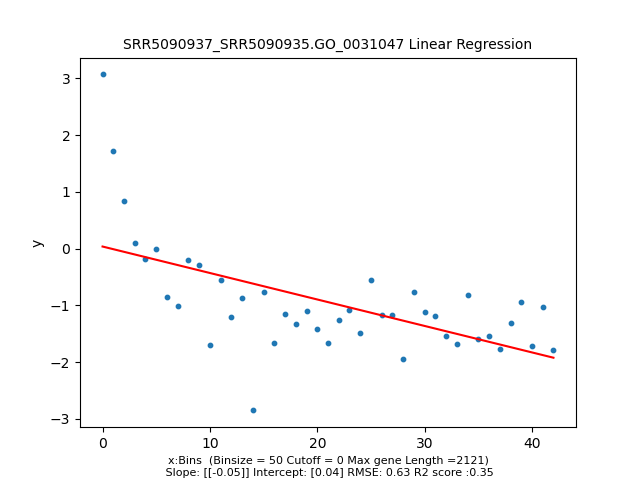 SRR5090937_SRR5090935.GO_0031047 Linear Regression
3
2
1
0
−1
−2
−3
y
0 10 20 30 40
x:Bins (Binsize = 50 Cutoff = 0 Max gene Length =2121)
Slope: [[-0.05]] Intercept: [0.04] RMSE: 0.63 R2 score :0.35